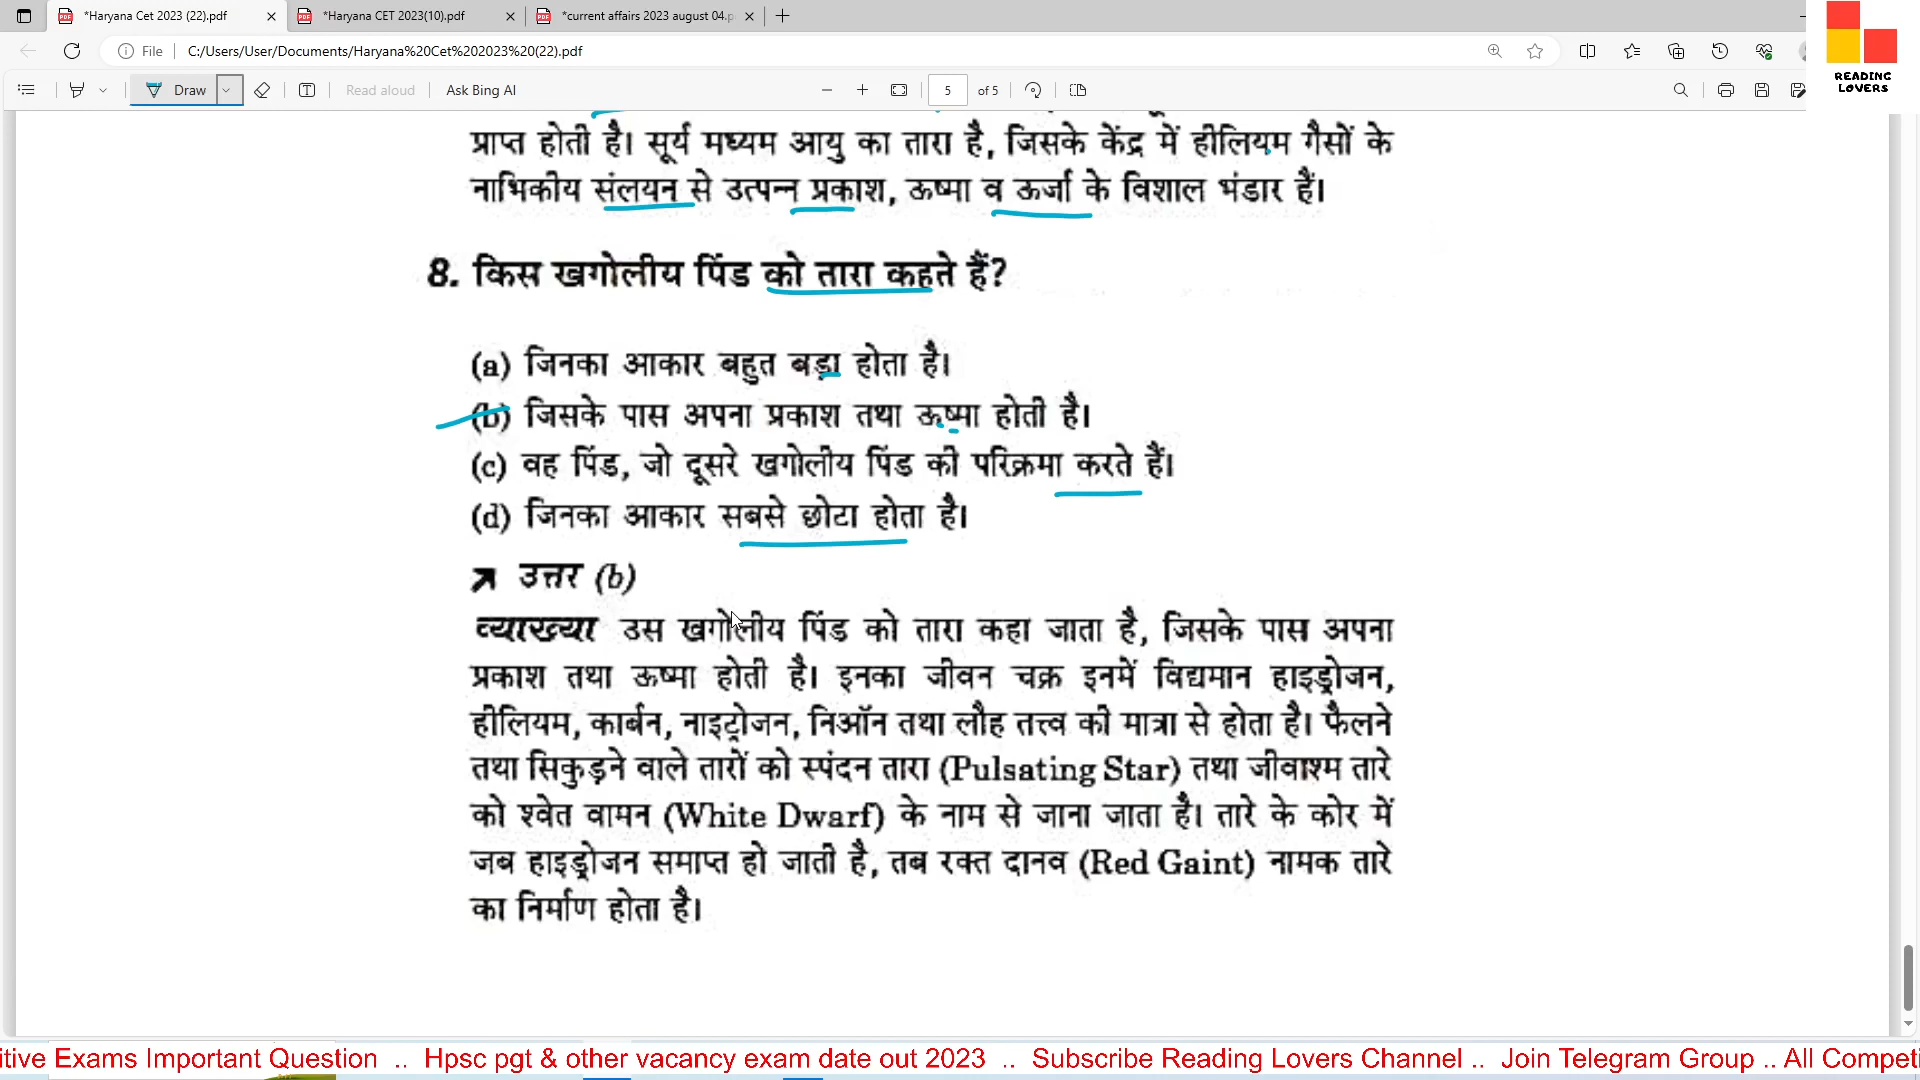 *Haryana Cet 2023 (22).pdf
*Haryana CET 2023(10).pdf
*current affairs 2023 august 04.p
File C:/Users/User/Documents/Haryana%20Cet%202023%20(22).pdf
Draw
Read aloud
Ask Bing AI
5 of 5
READING
LOVERS
प्राप्त होती है। सूर्य मध्यम आयु का तारा है, जिसके केंद्र में हीलियम गैसों के
नाभिकीय संलयन से उत्पन्न प्रकाश, ऊष्मा व ऊर्जा के विशाल भंडार हैं।
8. किस खगोलीय पिंड को तारा कहते हैं?
(a) जिनका आकार बहुत बड़ा होता है।
(b) जिसके पास अपना प्रकाश तथा ऊष्मा होती है।
(c) वह पिंड, जो दूसरे खगोलीय पिंड की परिक्रमा करते हैं।
(d) जिनका आकार सबसे छोटा होता है।
उत्तर (b)
व्याख्या उस खगोलीय पिंड को तारा कहा जाता है, जिसके पास अपना
प्रकाश तथा ऊष्मा होती है। इनका जीवन चक्र इनमें विद्यमान हाइड्रोजन,
हीलियम, कार्बन, नाइट्रोजन, निऑन तथा लौह तत्त्व की मात्रा से होता है। फैलने
तथा सिकुड़ने वाले तारों को स्पंदन तारा (Pulsating Star) तथा जीवाश्म तारे
को श्वेत वामन (White Dwarf) के नाम से जाना जाता है। तारे के कोर में
जब हाइड्रोजन समाप्त हो जाती है, तब रक्त दानव (Red Gaint) नामक तारे
का निर्माण होता है।
itive Exams Important Question .. Hpsc pgt & other vacancy exam date out 2023 .. Subscribe Reading Lovers Channel .. Join Telegram Group .. All Competi